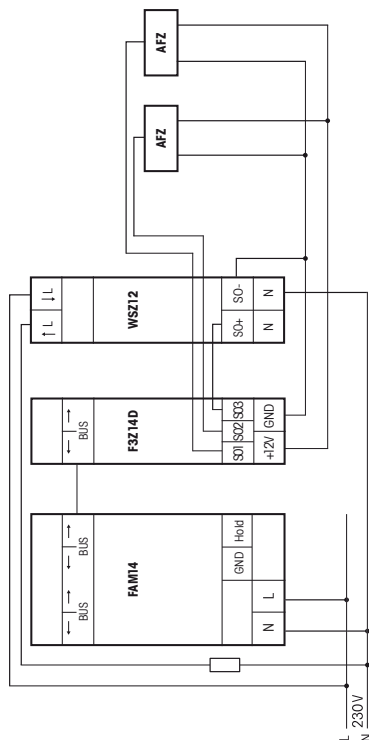 AFZ
AFZ
L
L
WSZ12
SO+
SO-
N
N
BUS
F3Z14D
SO1
SO2
SO3
+12V
GND
BUS
BUS
FAM14
GND
Hold
N
L
L
230V
N